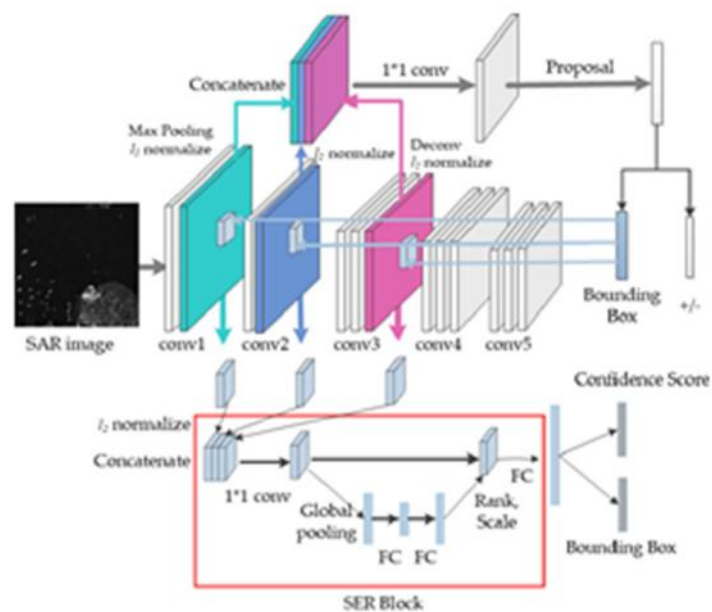 Concatenate
1*1 conv
Proposal
Max Pooling
l2 normalize
l2 normalize
Deconv
l2 normalize
SAR image
conv1
conv2
conv3
conv4
conv5
Bounding
Box
+/-
l2 normalize
Concatenate
1*1 conv
Global
pooling
FC
FC
Rank,
Scale
FC
Confidence Score
Bounding Box
SER Block